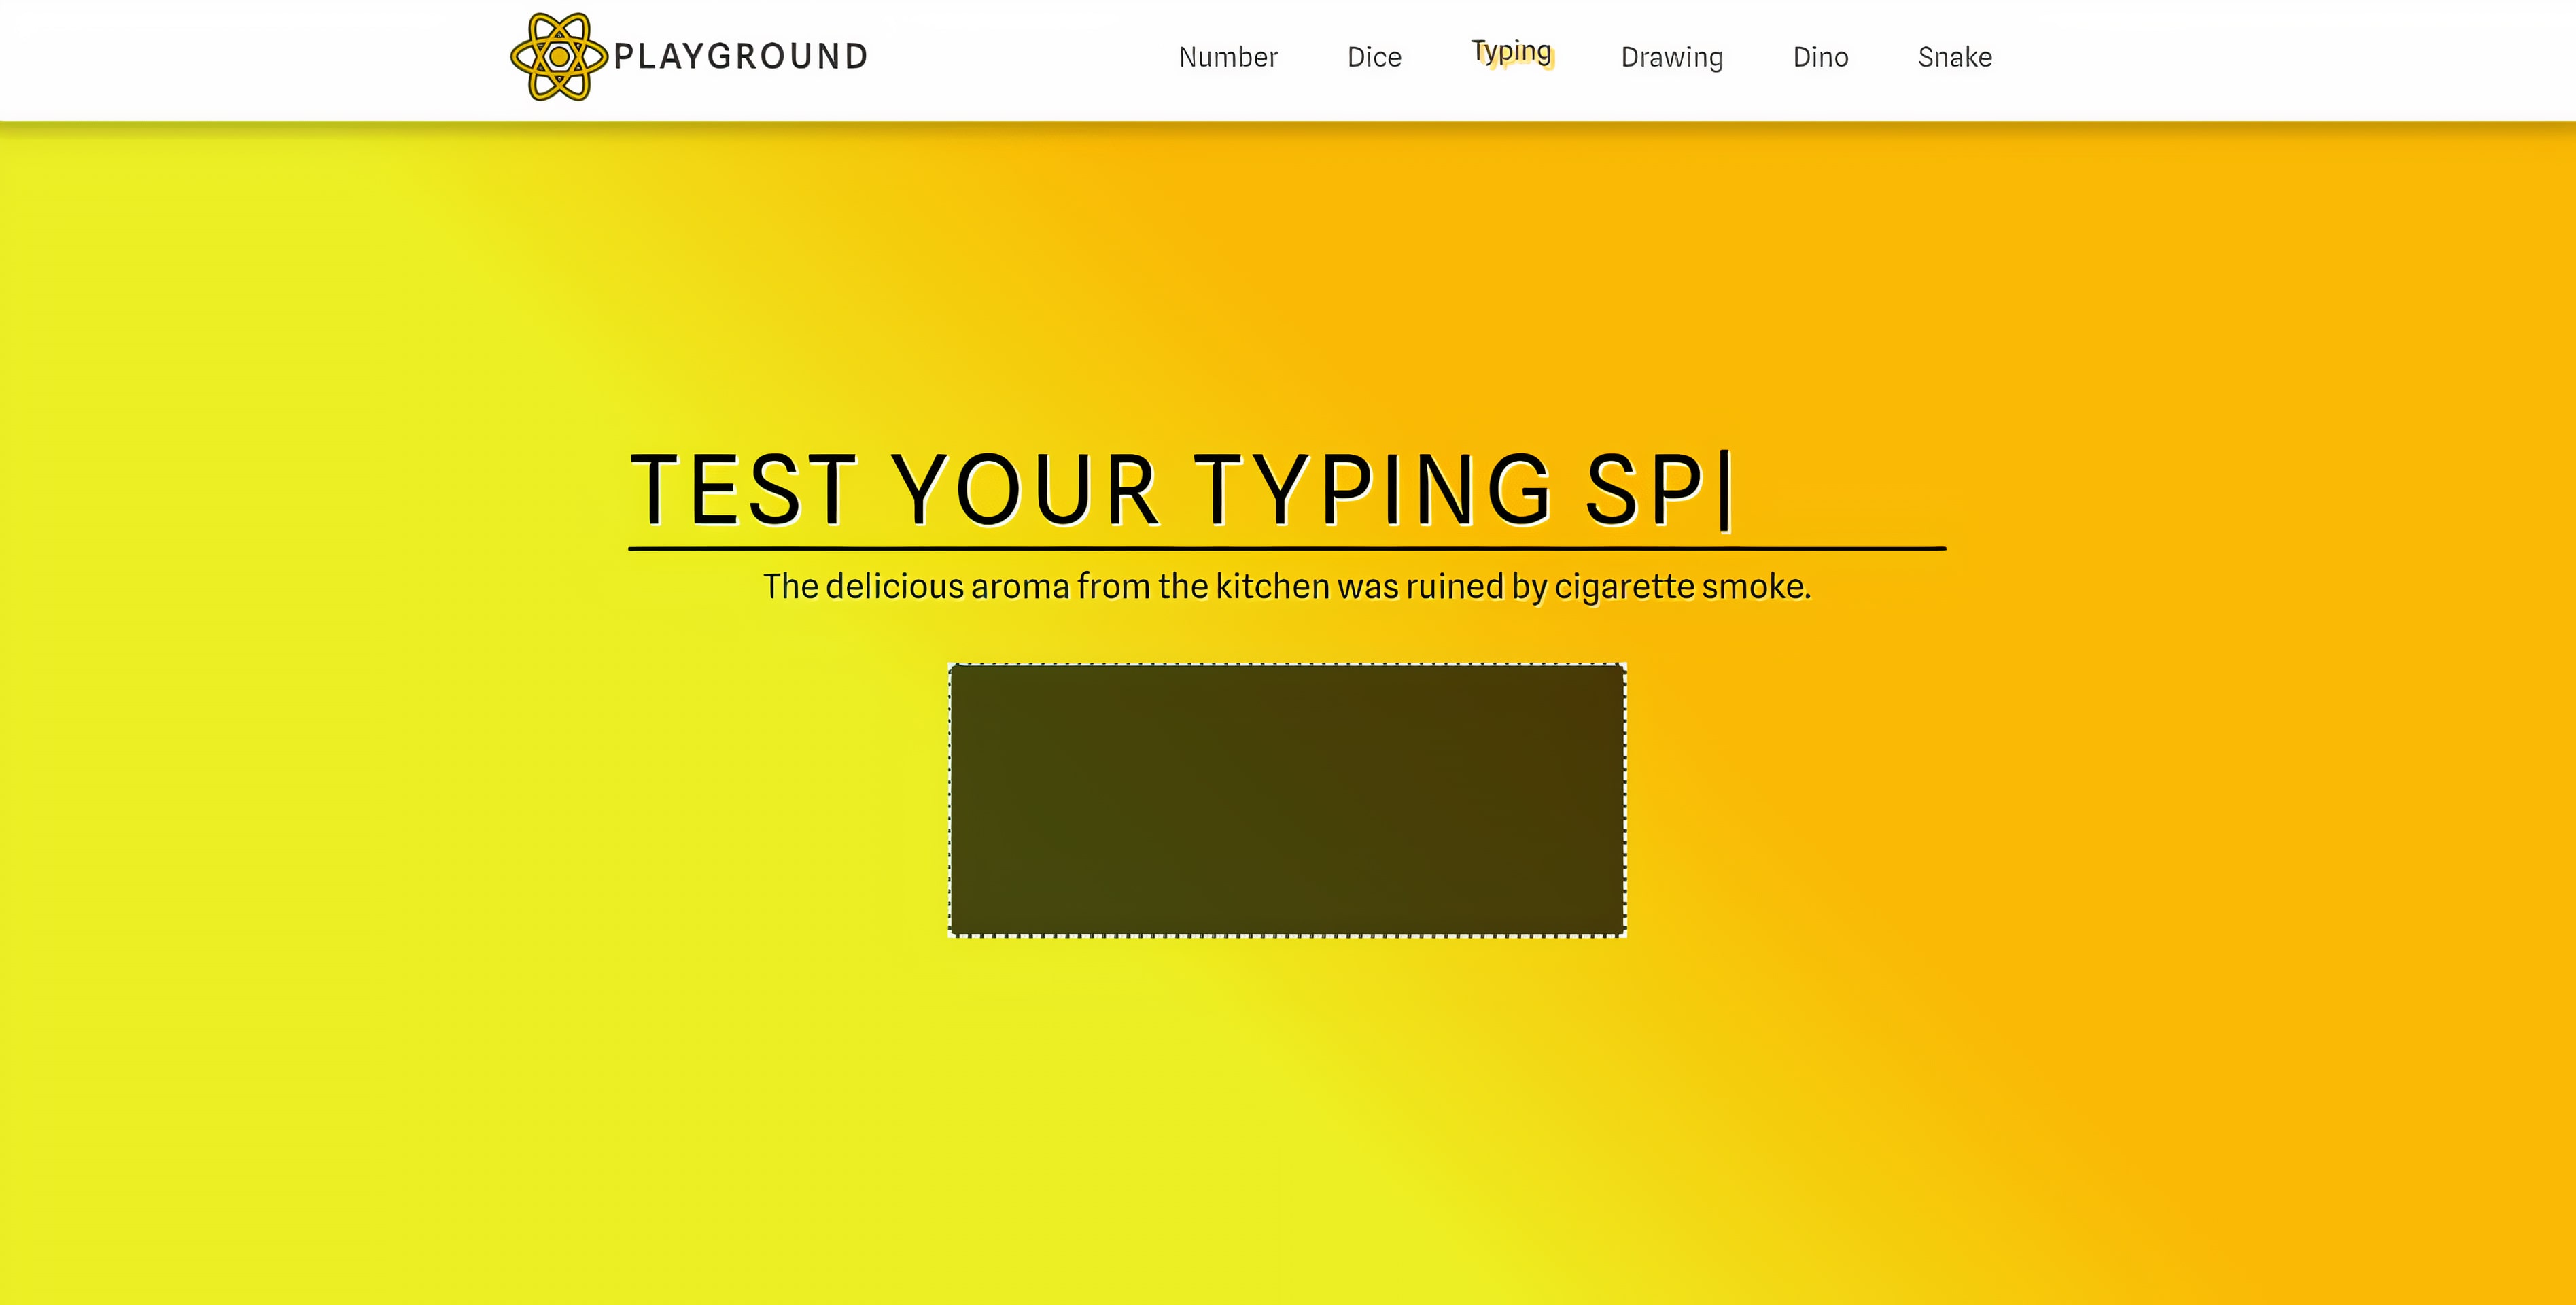 PLAYGROUND Number Dice Typing Drawing Dino Snake
TEST YOUR TYPING SP
The delicious aroma from the kitchen was ruined by cigarette smoke.